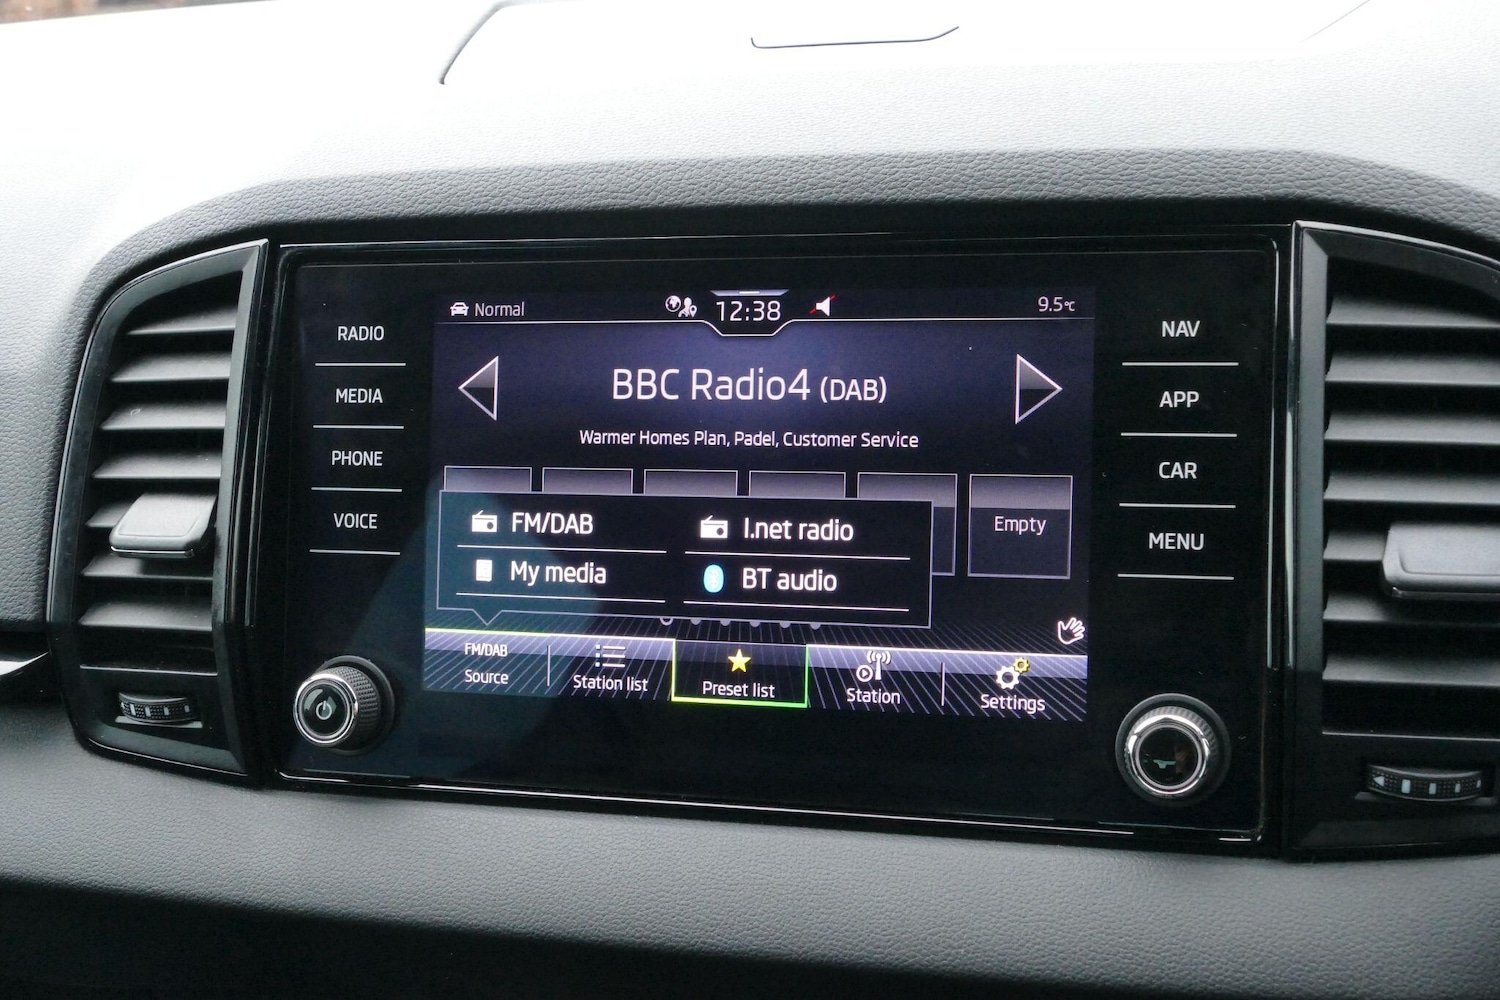 Normal
12:38
9.5°C
RADIO
MEDIA
PHONE
VOICE
BBC Radio4 (DAB)
Warmer Homes Plan, Padel, Customer Service
FM/DAB
I.net radio
My media
BT audio
Empty
FM/DAB
Source
Station list
Preset list
Station
Settings
NAV
APP
CAR
MENU